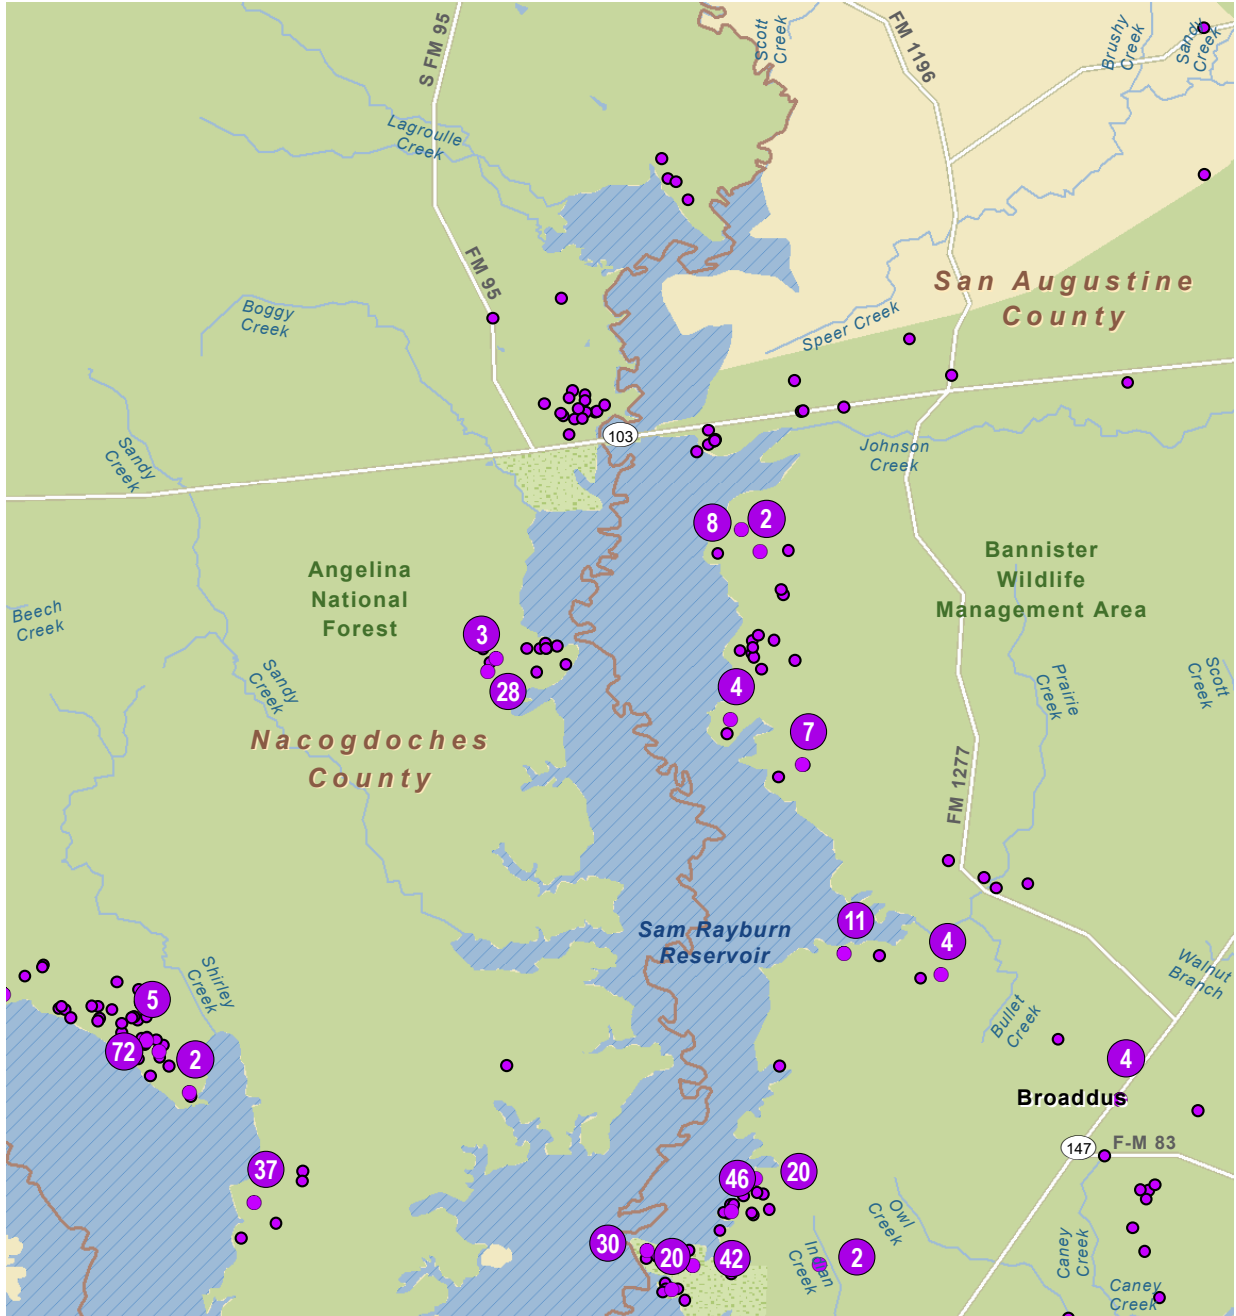 S FM 95
Scott
Creek
FM 1196
Brushy
Creek
Sandy
Creek
Lagroulle
Creek
FM 95
San Augustine
County
Boggy
Creek
Speer Creek
103
Johnson
Creek
Sandy
Creek
8
2
Bannister
Wildlife
Management Area
Angelina
National
Forest
Beech
Creek
3
28
Sandy
Creek
4
Prairie
Creek
Scott
Creek
7
Nacogdoches
County
FM 1277
11
4
Sam Rayburn
Reservoir
Walnut
Branch
Shirley
Creek
5
Bullet
Creek
72
2
4
Broaddus
147
F-M 83
37
46
20
Owl
Creek
30
20
42
Indian
Creek
2
Caney
Creek
Caney
Creek